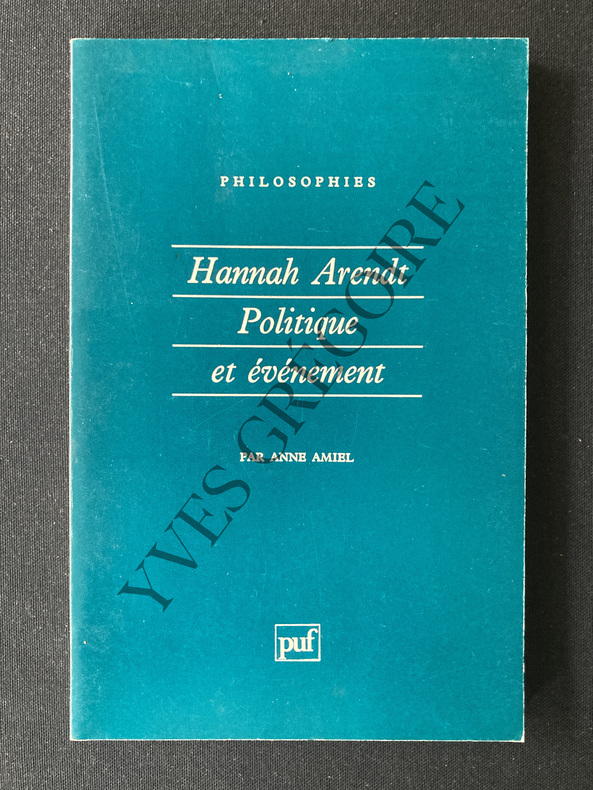 PHILOSOPHIES
Hannah Arendt
Politique
et événement
PAR ANNE AMIEL
puf
YVES GRÉGOIRE